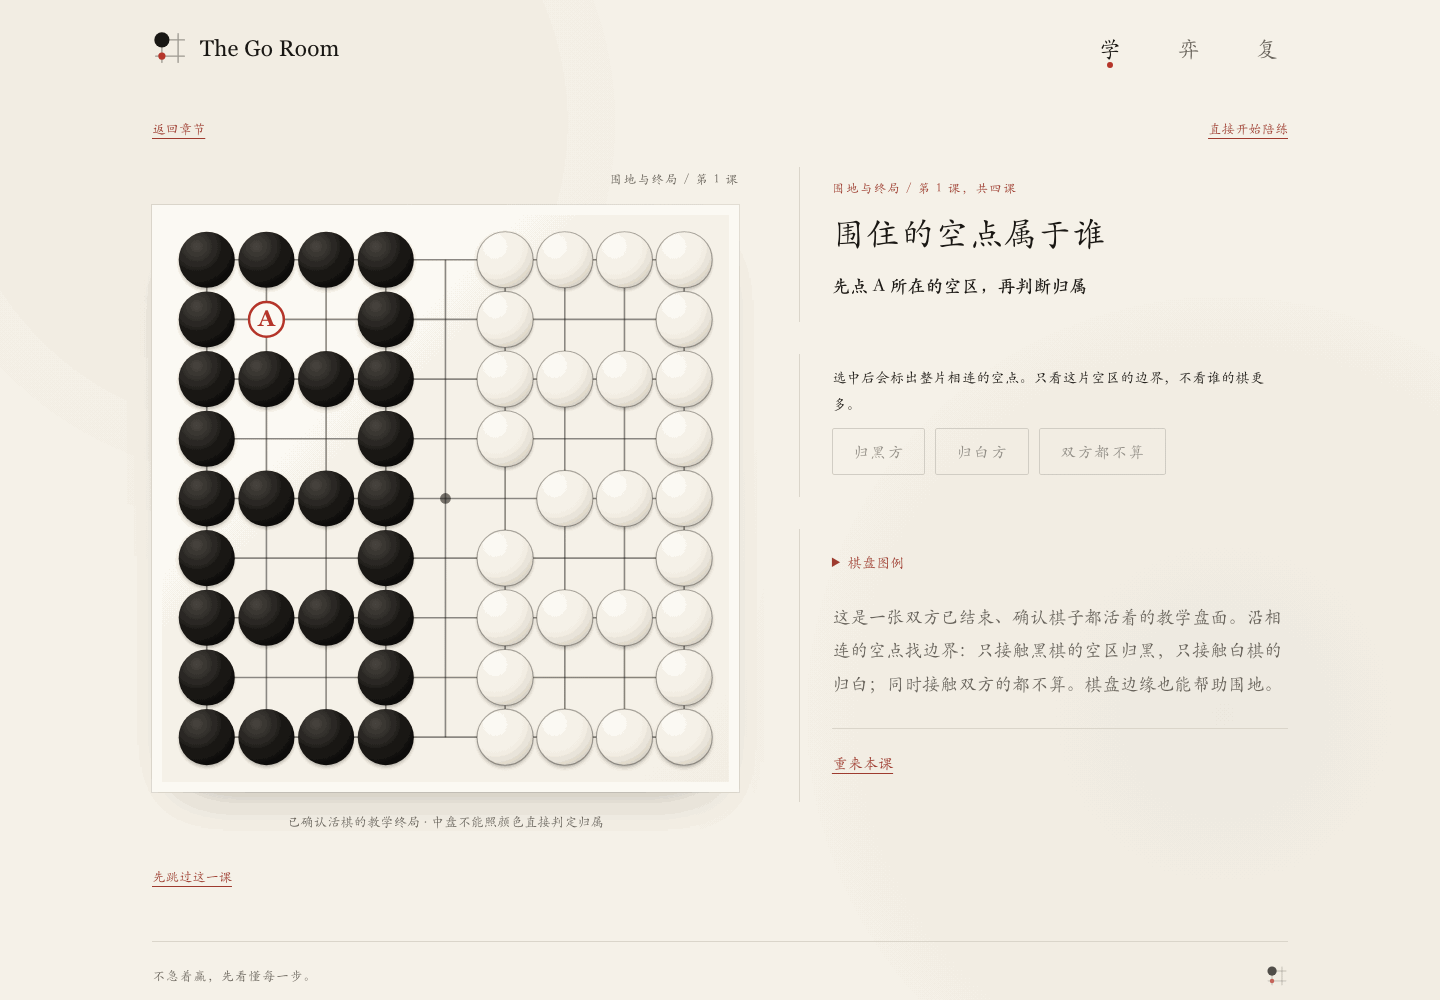 The Go Room
学 弈 复
返回章节
直接开始陪练
围地与终局 / 第 1 课
A
已确认活棋的教学终局 · 中盘不能照颜色直接判定归属
围地与终局 / 第 1 课，共四课
围住的空点属于谁
先点 A 所在的空区，再判断归属
选中后会标出整片相连的空点。只看这片空区的边界，不看谁的棋更
多。
归黑方 归白方 双方都不算
棋盘图例
这是一张双方已结束、确认棋子都活着的教学盘面。沿相
连的空点找边界：只接触黑棋的空区归黑，只接触白棋的
归白；同时接触双方的都不算。棋盘边缘也能帮助围地。
重来本课
先跳过这一课
不急着赢，先看懂每一步。